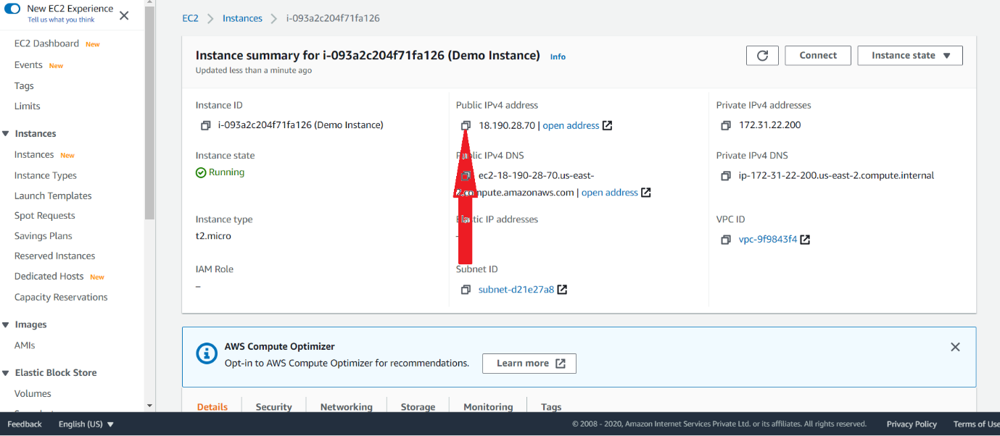 New EC2 Experience
Tell us what you think
EC2 Dashboard New
Events New
Tags
Limits
Instances
Instances New
Instance Types
Launch Templates
Spot Requests
Savings Plans
Reserved Instances
Dedicated Hosts New
Capacity Reservations
Images
AMIs
Elastic Block Store
Volumes
EC2 > Instances > i-093a2c204f71fa126
Instance summary for i-093a2c204f71fa126 (Demo Instance) Info
Updated less than a minute ago
Connect
Instance state
Instance ID
i-093a2c204f71fa126 (Demo Instance)
Instance state
Running
Instance type
t2.micro
IAM Role
–
Public IPv4 address
18.190.28.70 | open address
Public IPv4 DNS
ec2-18-190-28-70.us-east-
2.compute.amazonaws.com | open address
Elastic IP addresses
–
Subnet ID
subnet-d21e27a8
Private IPv4 addresses
172.31.22.200
Private IPv4 DNS
ip-172-31-22-200.us-east-2.compute.internal
VPC ID
vpc-9f9843f4
AWS Compute Optimizer
Opt-in to AWS Compute Optimizer for recommendations.
Learn more
Details Security Networking Storage Monitoring Tags
Feedback English (US) © 2008 - 2020, Amazon Internet Services Private Ltd. or its affiliates. All rights reserved. Privacy Policy Terms of Use